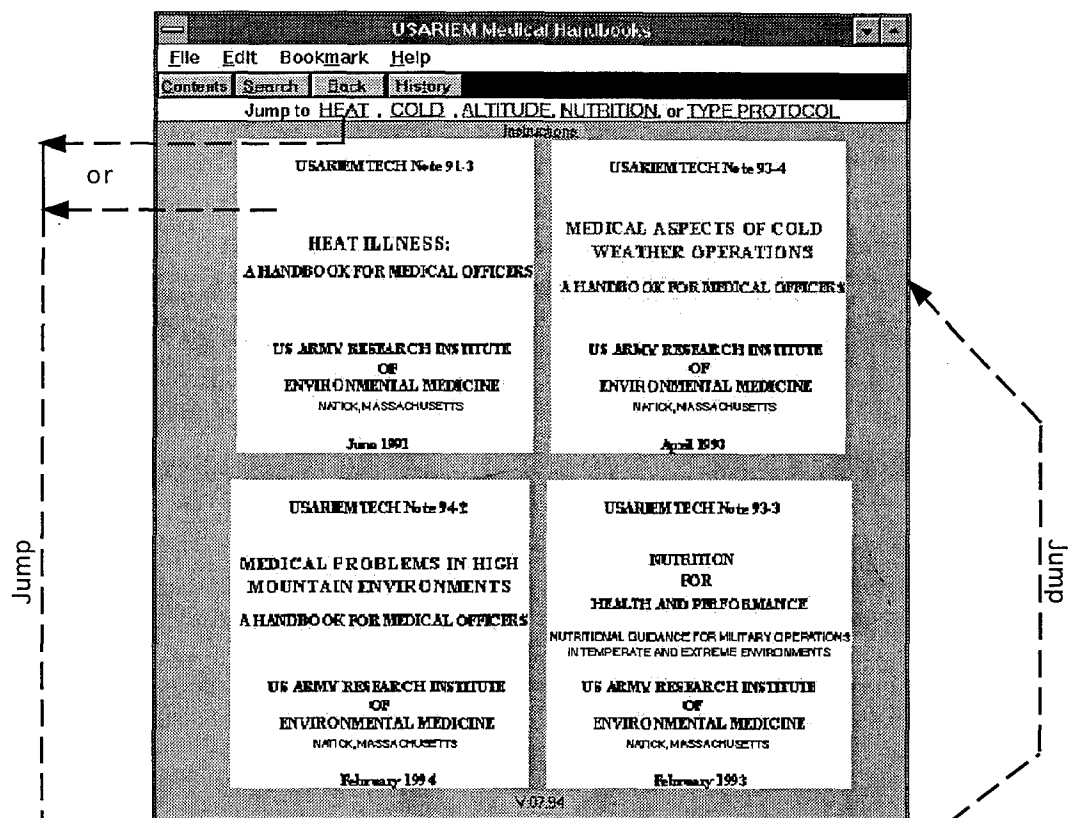 USARIEM Medical Handbooks
File Edit Bookmark Help
Contents Search Back History
Jump to HEAT , COLD , ALTITUDE, NUTRITION, or TYPE PROTOCOL
Instructions
or
Jump
USARIEM TECH Note 91-3
HEAT ILLNESS:
A HANDBOOK FOR MEDICAL OFFICERS
US ARMY RESEARCH INSTITUTE
OF
ENVIRONMENTAL MEDICINE
NATICK, MASSACHUSETTS
June 1991
USARIEM TECH Note 93-4
MEDICAL ASPECTS OF COLD
WEATHER OPERATIONS
A HANDBOOK FOR MEDICAL OFFICERS
US ARMY RESEARCH INSTITUTE
OF
ENVIRONMENTAL MEDICINE
NATICK, MASSACHUSETTS
April 1993
USARIEM TECH Note 94-2
MEDICAL PROBLEMS IN HIGH
MOUNTAIN ENVIRONMENTS
A HANDBOOK FOR MEDICAL OFFICERS
US ARMY RESEARCH INSTITUTE
OF
ENVIRONMENTAL MEDICINE
NATICK, MASSACHUSETTS
February 1994
USARIEM TECH Note 93-3
NUTRITION
FOR
HEALTH AND PERFORMANCE
NUTRITIONAL GUIDANCE FOR MILITARY OPERATIONS
IN TEMPERATE AND EXTREME ENVIRONMENTS
US ARMY RESEARCH INSTITUTE
OF
ENVIRONMENTAL MEDICINE
NATICK, MASSACHUSETTS
February 1993
V.07.94
Jump